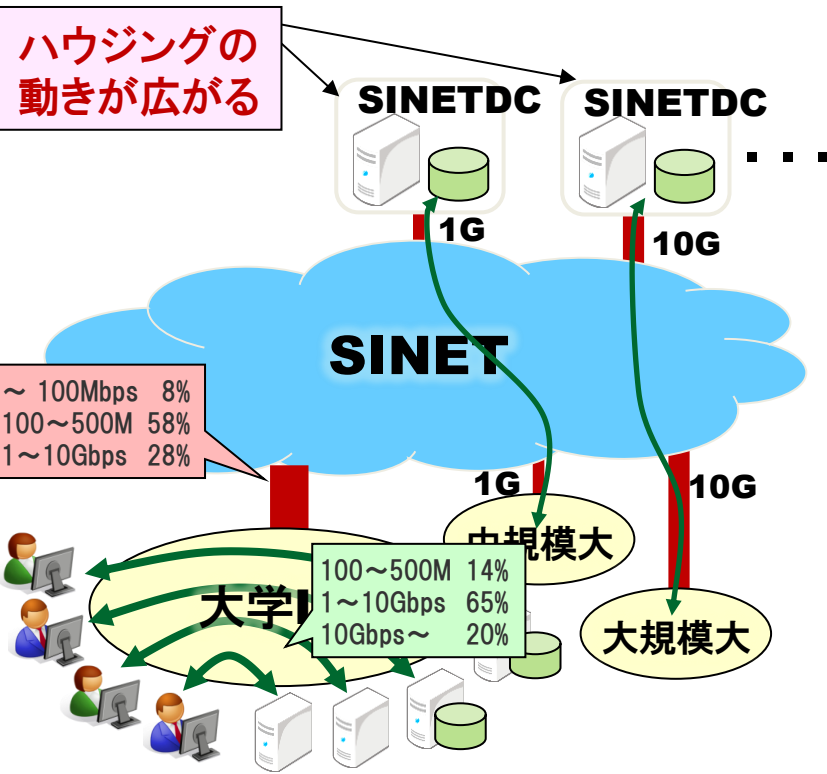 ハウジングの
動きが広がる
SINETDC
SINETDC
・・・
1G
10G
SINET
～ 100Mbps 8%
100～500M 58%
1～10Gbps 28%
1G
10G
中規模大
大学
100～500M 14%
1～10Gbps 65%
10Gbps～ 20%
大規模大